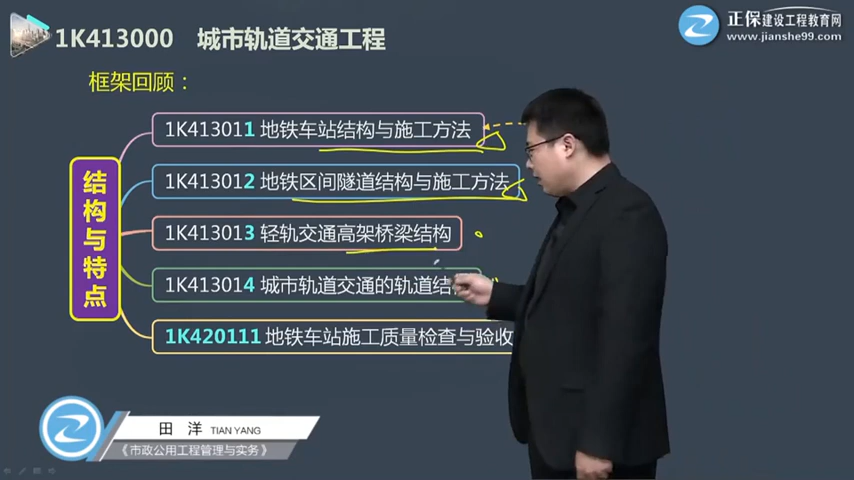 1K413000 城市轨道交通工程
正保建设工程教育网
www.jianshe99.com
框架回顾：
结构与特点
1K413011 地铁车站结构与施工方法
1K413012 地铁区间隧道结构与施工方法
1K413013 轻轨交通高架桥梁结构
1K413014 城市轨道交通的轨道结
1K420111 地铁车站施工质量检查与验收
田 洋 TIAN YANG
《市政公用工程管理与实务》